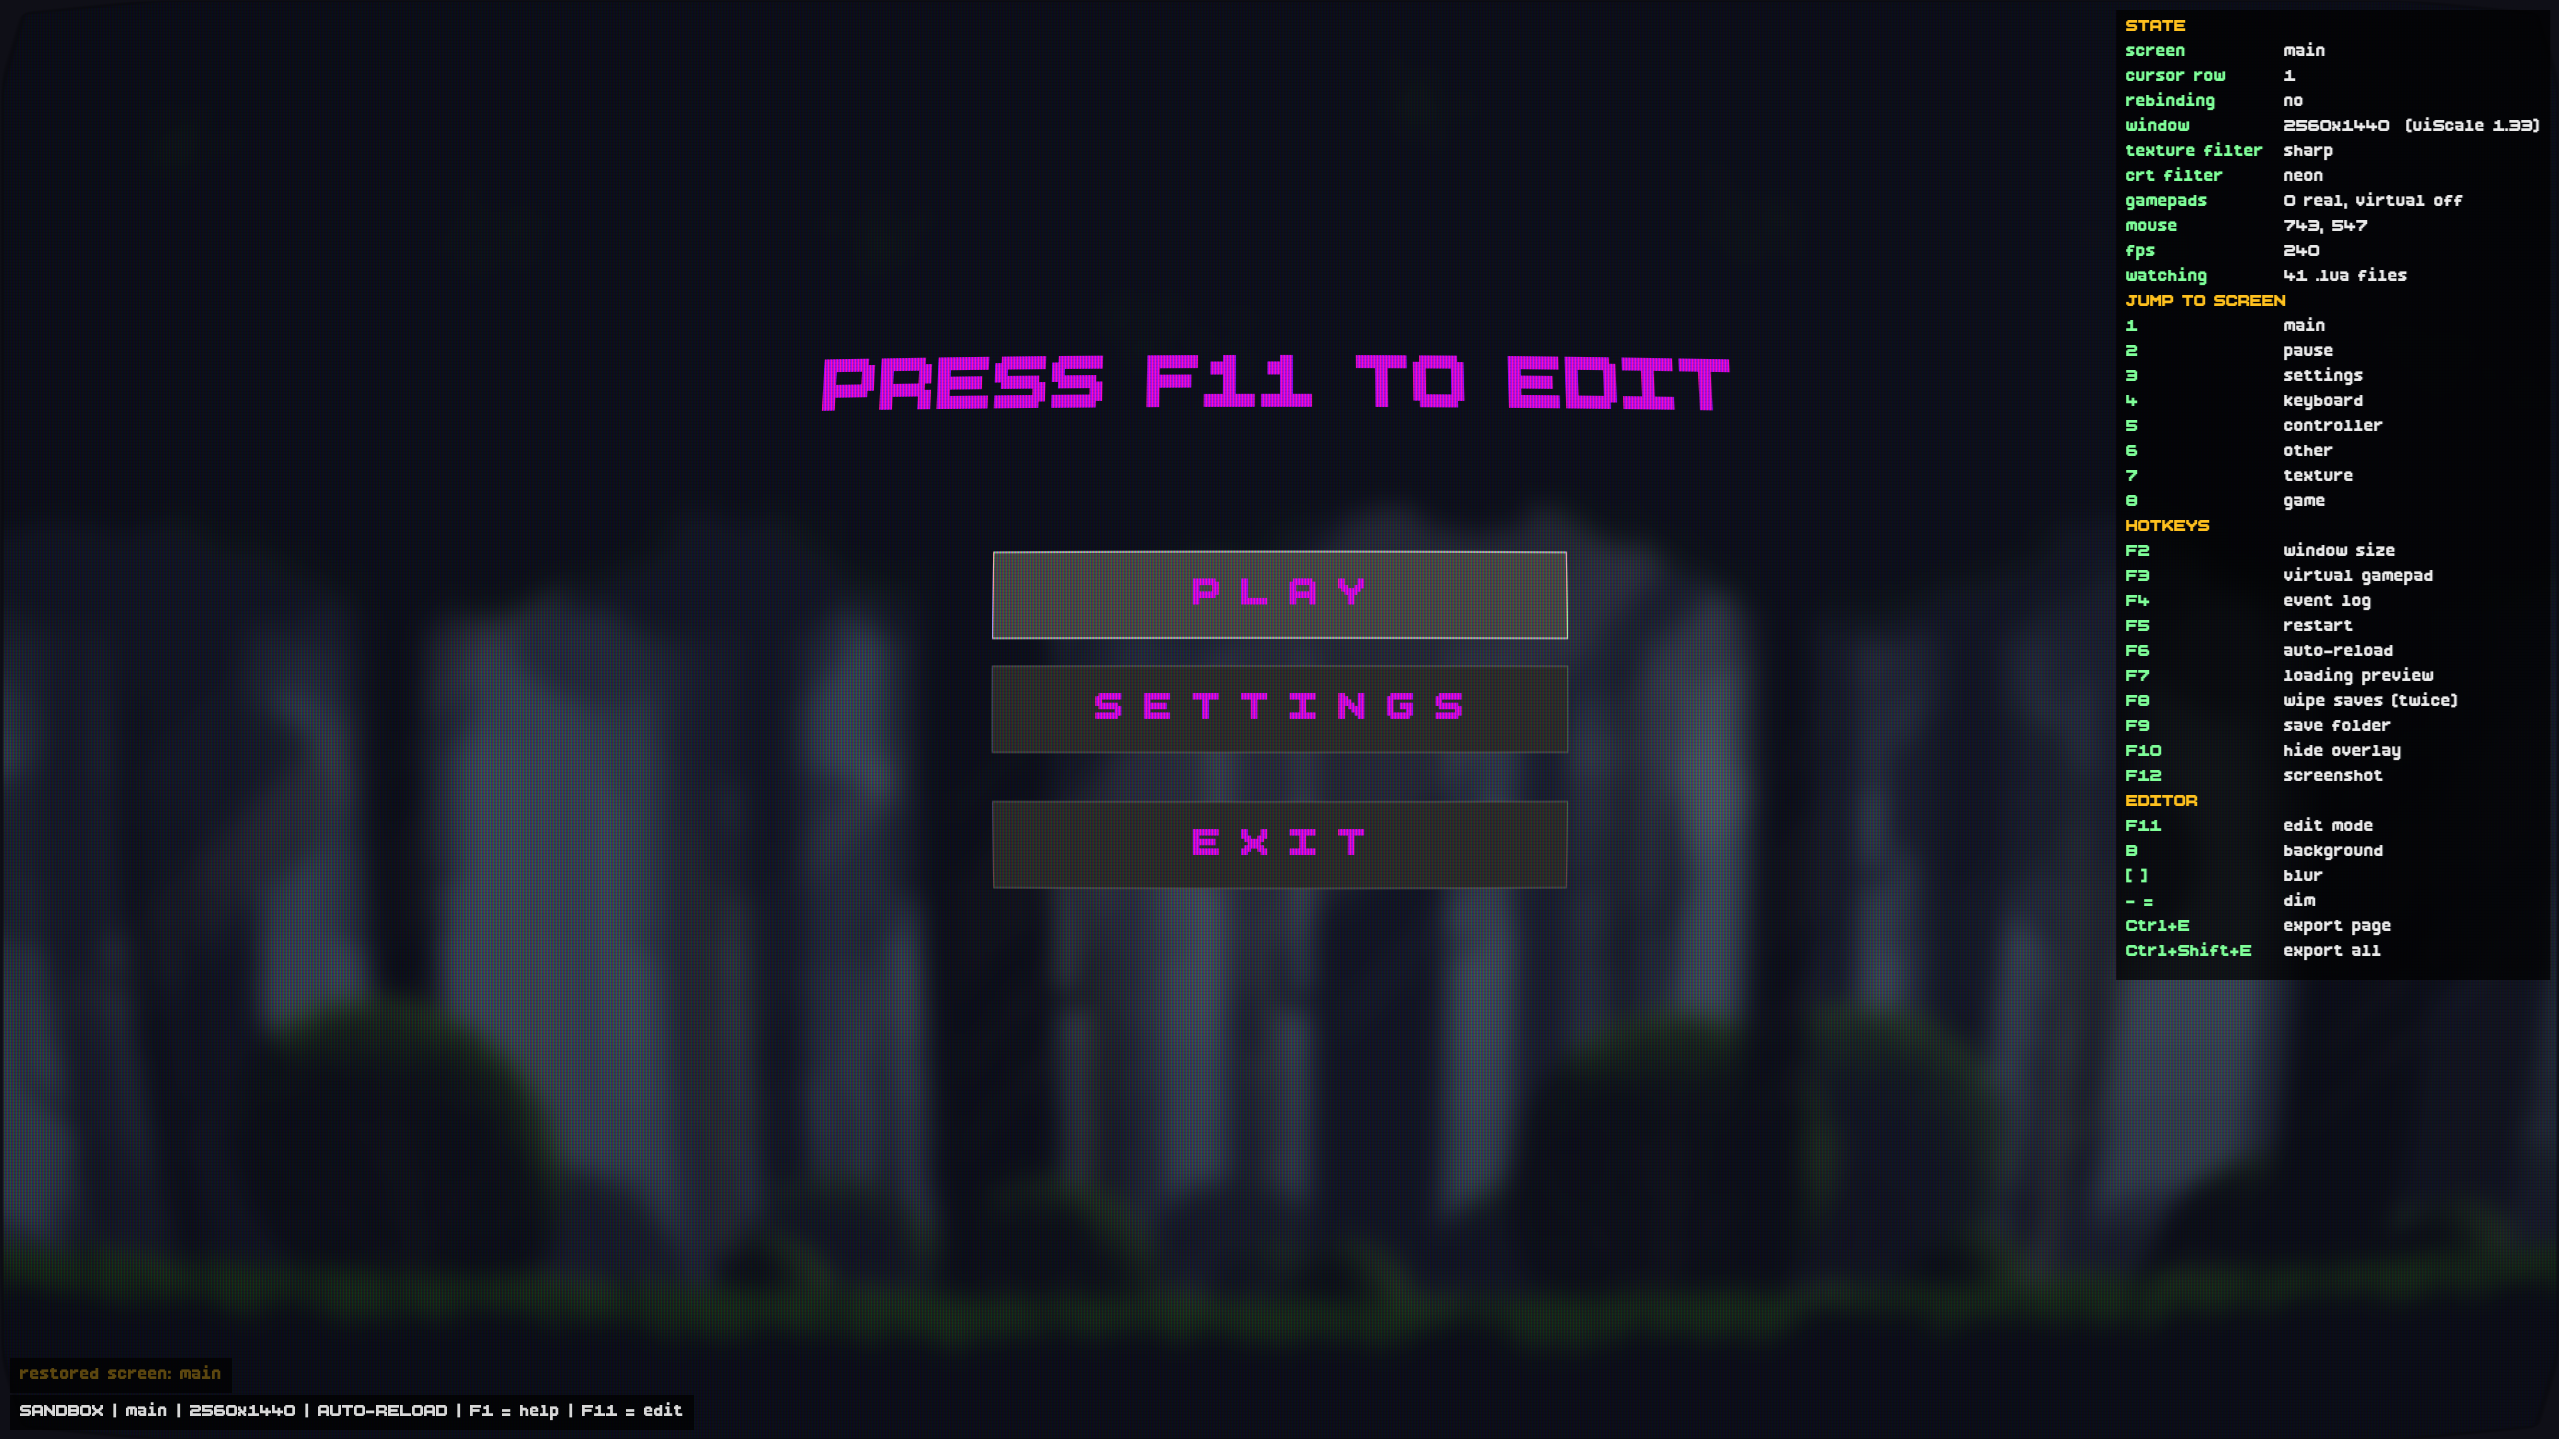 PRESS F11 TO EDIT
PLAY
SETTINGS
EXIT
STATE
screen main
cursor row 1
rebinding no
window 2560x1440 (uiScale 1.33)
texture filter sharp
crt filter neon
gamepads 0 real, virtual off
mouse 743, 547
fps 240
watching 41 .lua files
JUMP TO SCREEN
1 main
2 pause
3 settings
4 keyboard
5 controller
6 other
7 texture
8 game
HOTKEYS
F2 window size
F3 virtual gamepad
F4 event log
F5 restart
F6 auto-reload
F7 loading preview
F8 wipe saves (twice)
F9 save folder
F10 hide overlay
F12 screenshot
EDITOR
F11 edit mode
B background
[ ] blur
- = dim
Ctrl+E export page
Ctrl+Shift+E export all
restored screen: main
SANDBOX | main | 2560x1440 | AUTO-RELOAD | F1 = help | F11 = edit